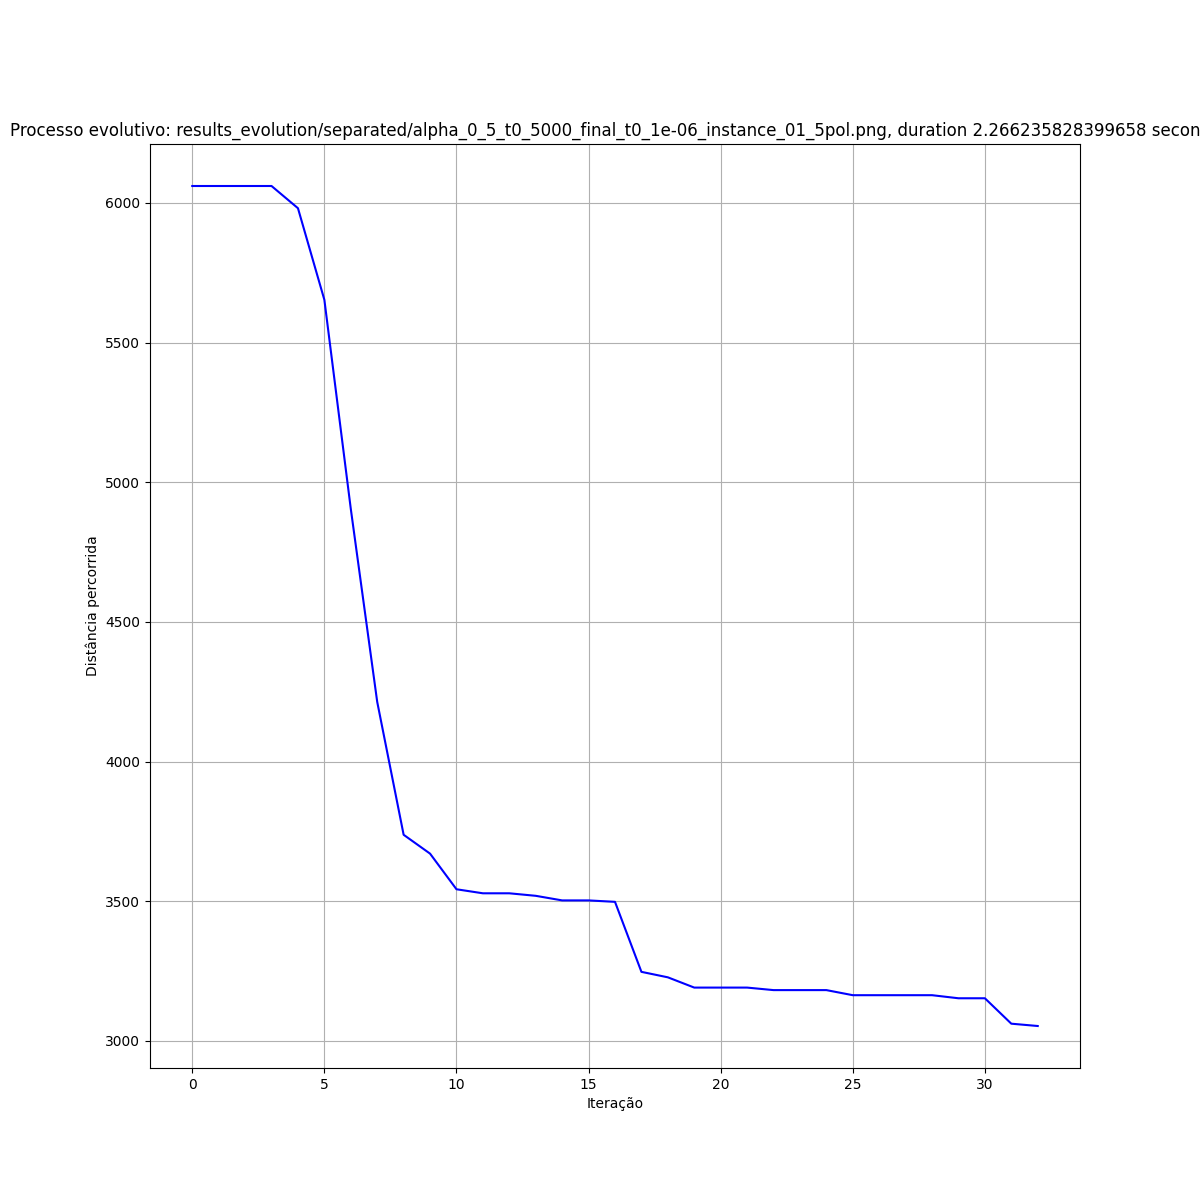 Processo evolutivo: results_evolution/separated/alpha_0_5_t0_5000_final_t0_1e-06_instance_01_5pol.png, duration 2.266235828399658 secon
6000
5500
5000
4500
4000
3500
3000
Distância percorrida
0 5 10 15 20 25 30
Iteração